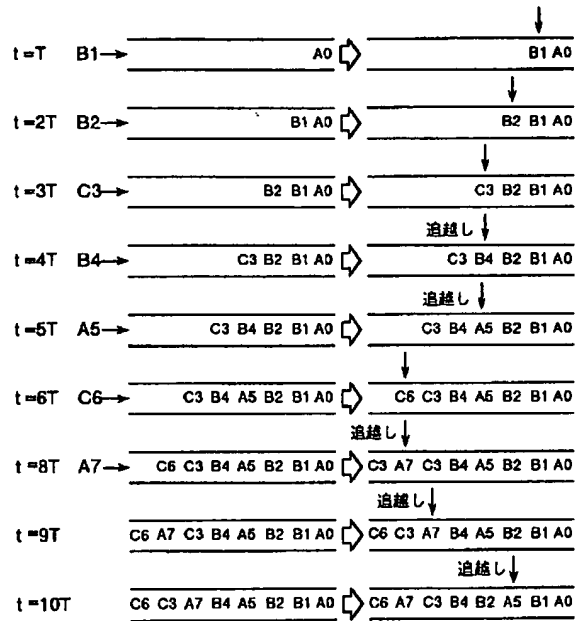 t=T B1→ A0 ⇨ B1 A0
t=2T B2→ B1 A0 ⇨ B2 B1 A0
t=3T C3→ B2 B1 A0 ⇨ C3 B2 B1 A0
追越し
t=4T B4→ C3 B2 B1 A0 ⇨ C3 B4 B2 B1 A0
追越し
t=5T A5→ C3 B4 B2 B1 A0 ⇨ C3 B4 A5 B2 B1 A0
t=6T C6→ C3 B4 A5 B2 B1 A0 ⇨ C6 C3 B4 A5 B2 B1 A0
追越し
t=8T A7→ C6 C3 B4 A5 B2 B1 A0 ⇨ C3 A7 C3 B4 A5 B2 B1 A0
追越し
t=9T C6 A7 C3 B4 A5 B2 B1 A0 ⇨ C6 C3 A7 B4 A5 B2 B1 A0
追越し
t=10T C6 C3 A7 B4 A5 B2 B1 A0 ⇨ C6 A7 C3 B4 B2 A5 B1 A0